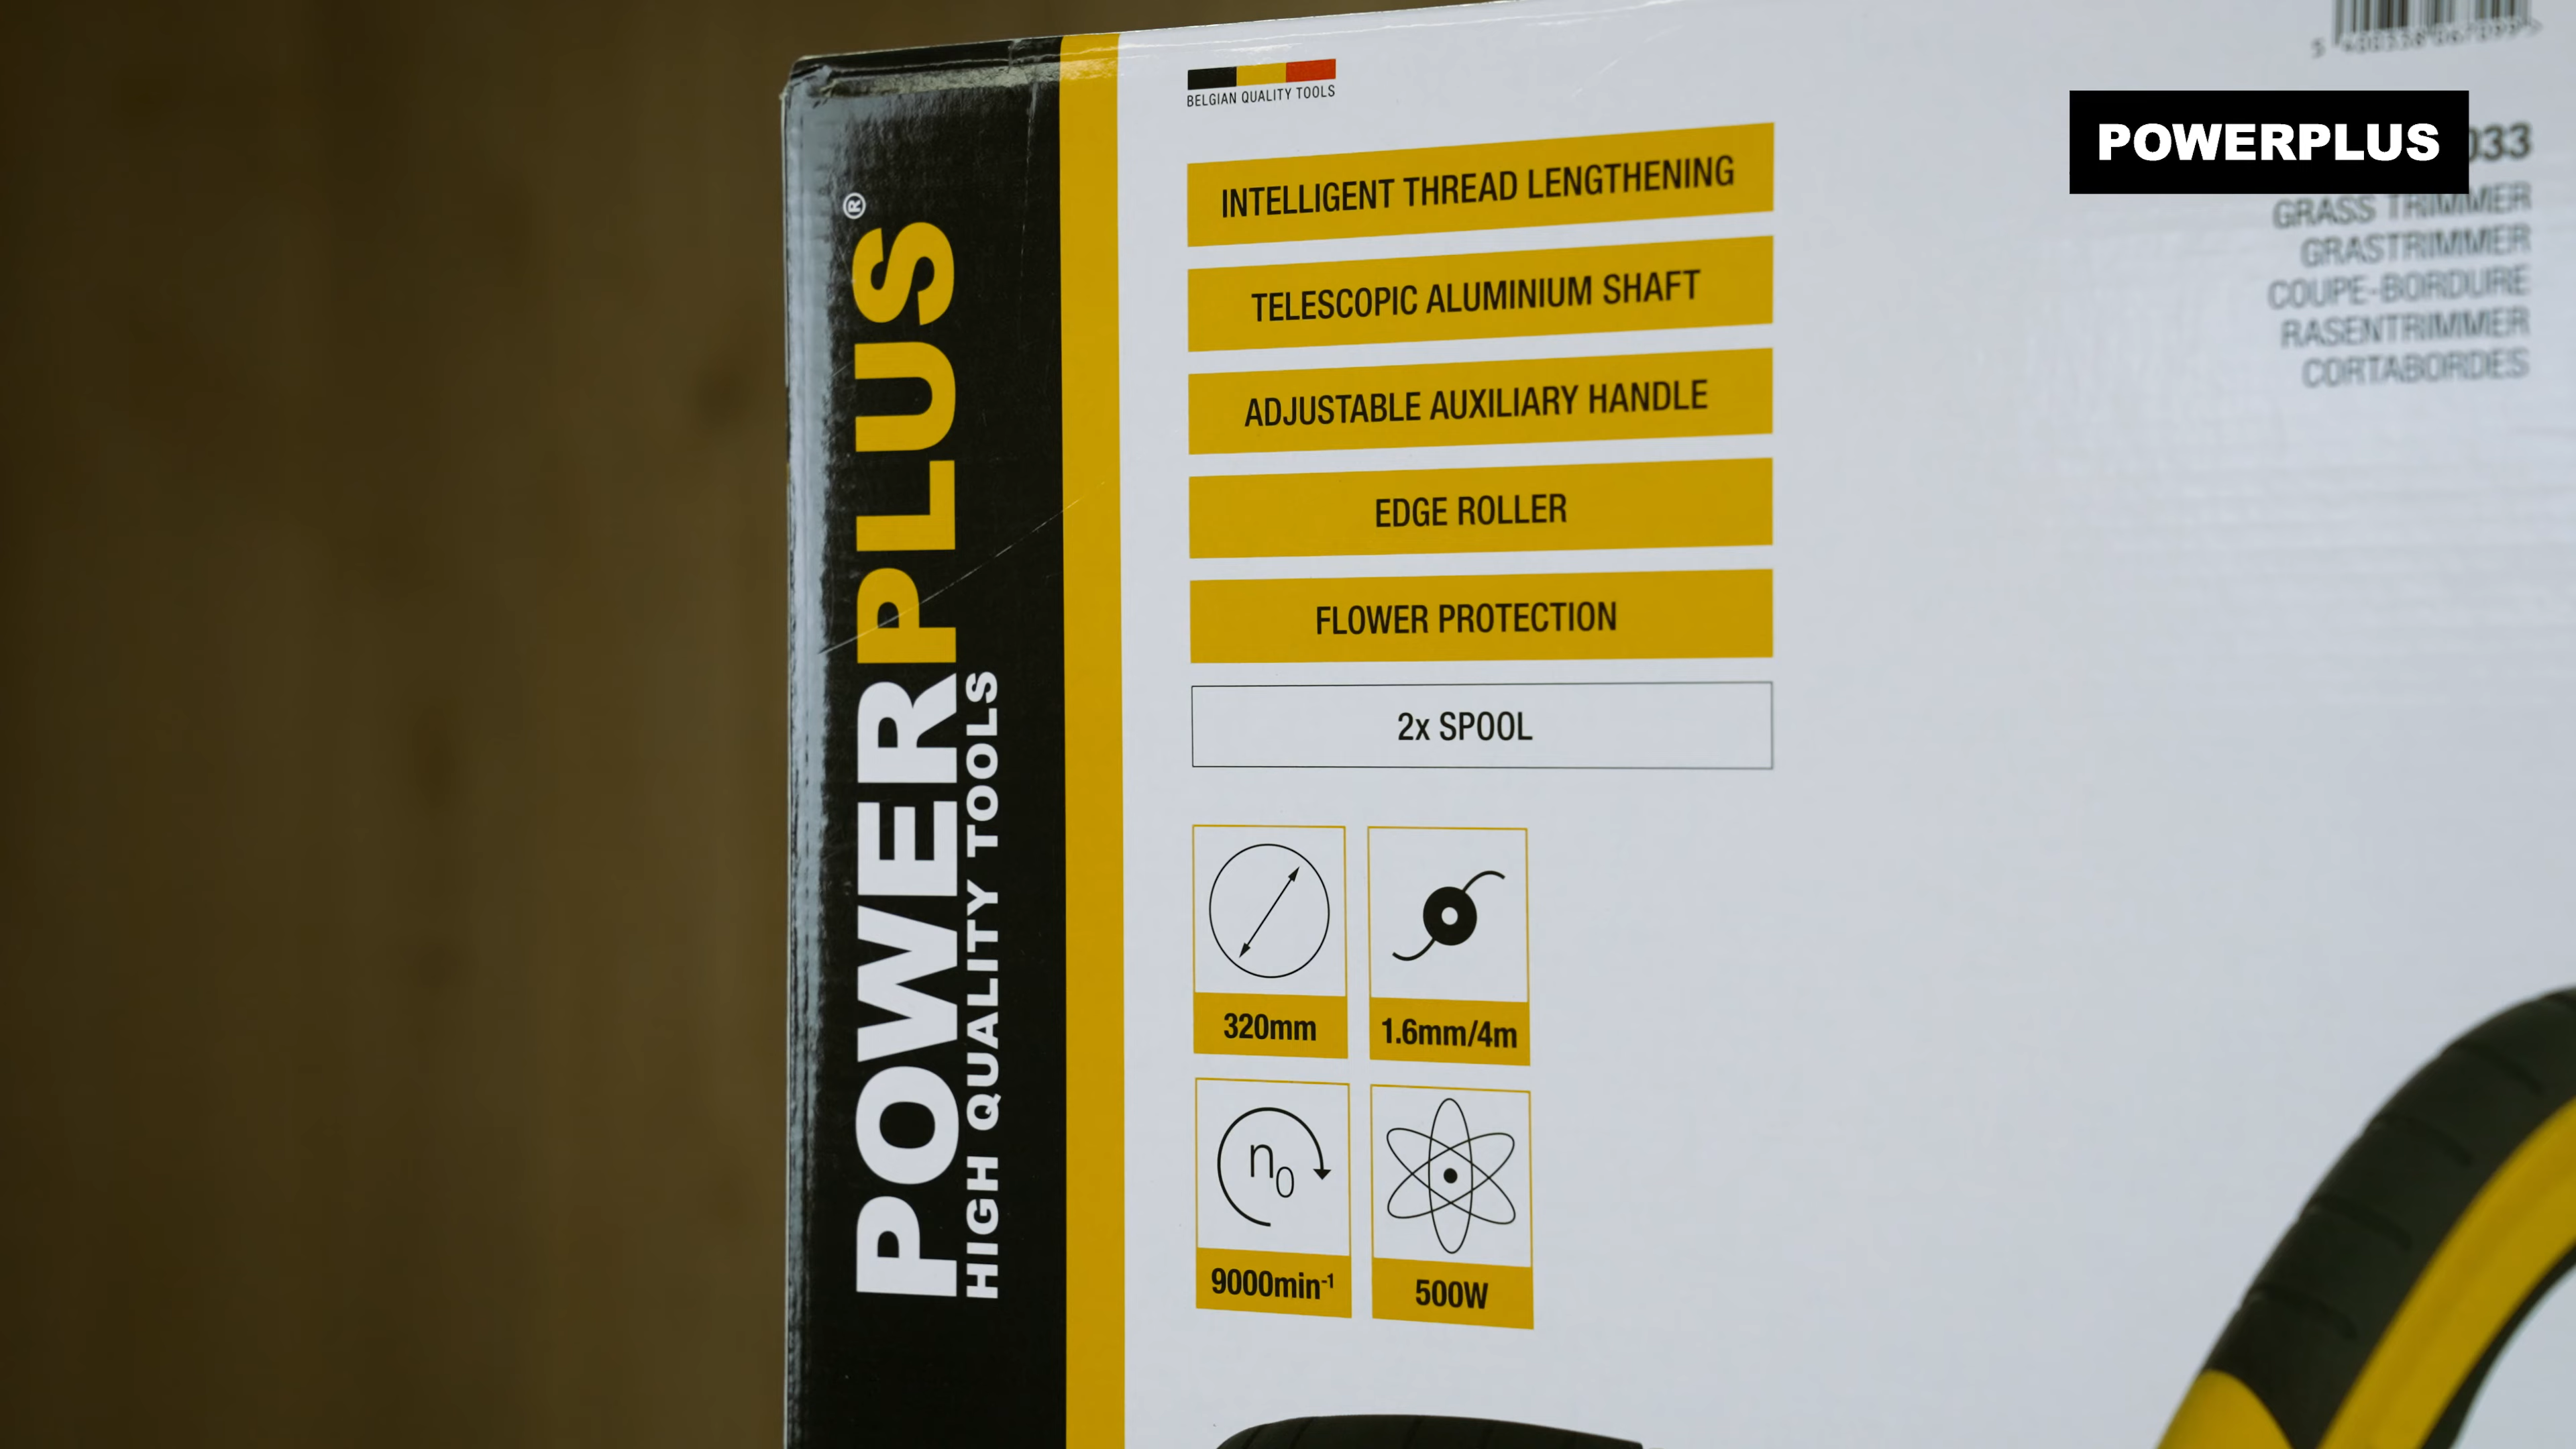 BELGIAN QUALITY TOOLS
POWERPLUS®
HIGH QUALITY TOOLS
INTELLIGENT THREAD LENGTHENING
TELESCOPIC ALUMINIUM SHAFT
ADJUSTABLE AUXILIARY HANDLE
EDGE ROLLER
FLOWER PROTECTION
2x SPOOL
320mm
1.6mm/4m
n0
9000min-1
500W
POWERPLUS
033
GRASS TRIMMER
GRASTRIMMER
COUPE-BORDURE
RASENTRIMMER
CORTABORDES